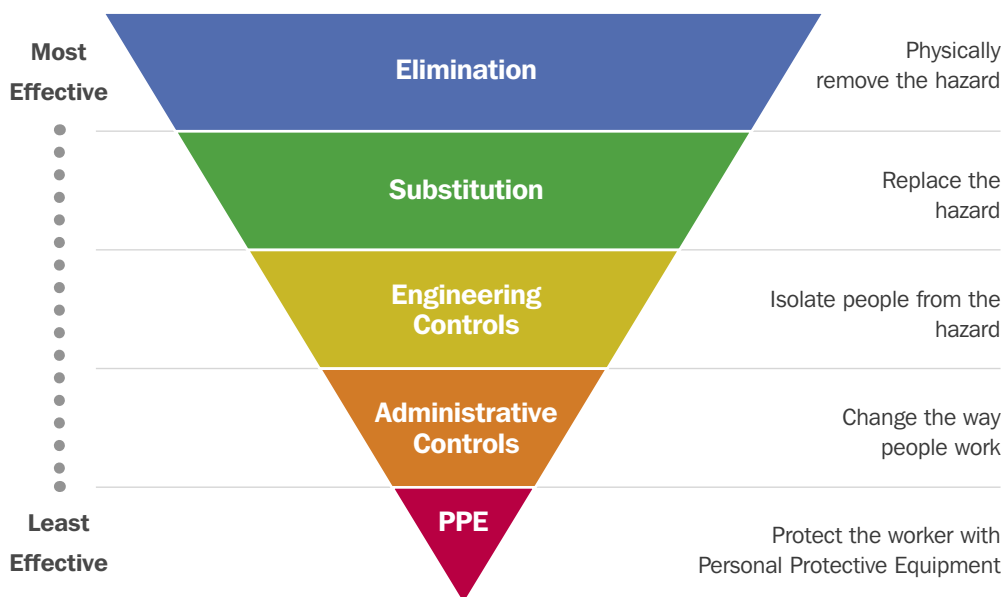 Most
Effective
Elimination
Physically
remove the hazard
Substitution
Replace the
hazard
Engineering
Controls
Isolate people from the
hazard
Administrative
Controls
Change the way
people work
Least
Effective
PPE
Protect the worker with
Personal Protective Equipment